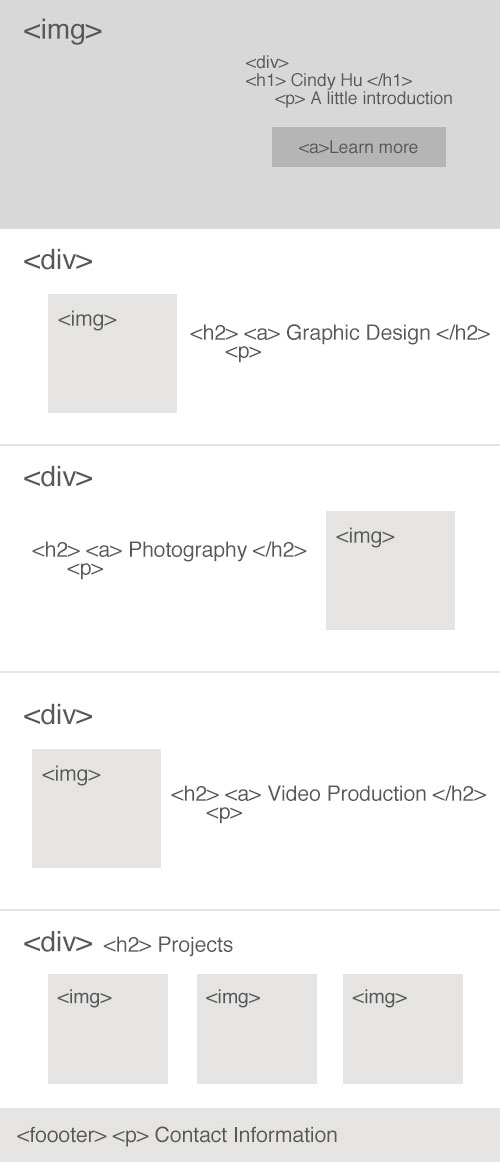 <img>
<div>
<h1> Cindy Hu </h1>
<p> A little introduction
<a>Learn more
<div>
<img>
<h2> <a> Graphic Design </h2>
<p>
<div>
<h2> <a> Photography </h2>
<p>
<img>
<div>
<img>
<h2> <a> Video Production </h2>
<p>
<div> <h2> Projects
<img> <img> <img>
<foooter> <p> Contact Information